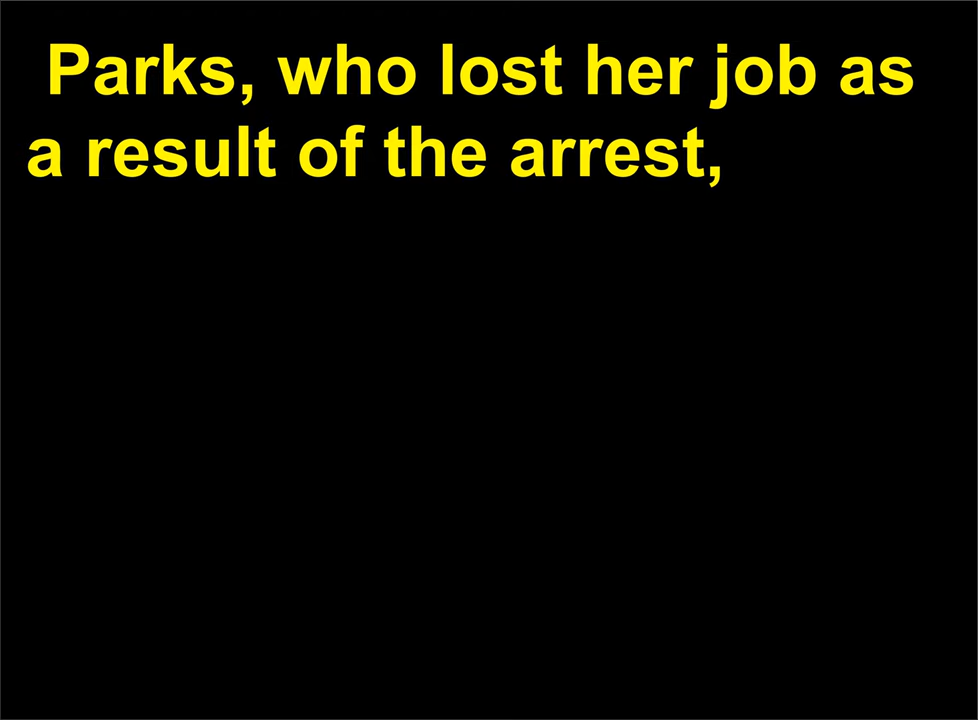 Parks, who lost her job as
a result of the arrest,